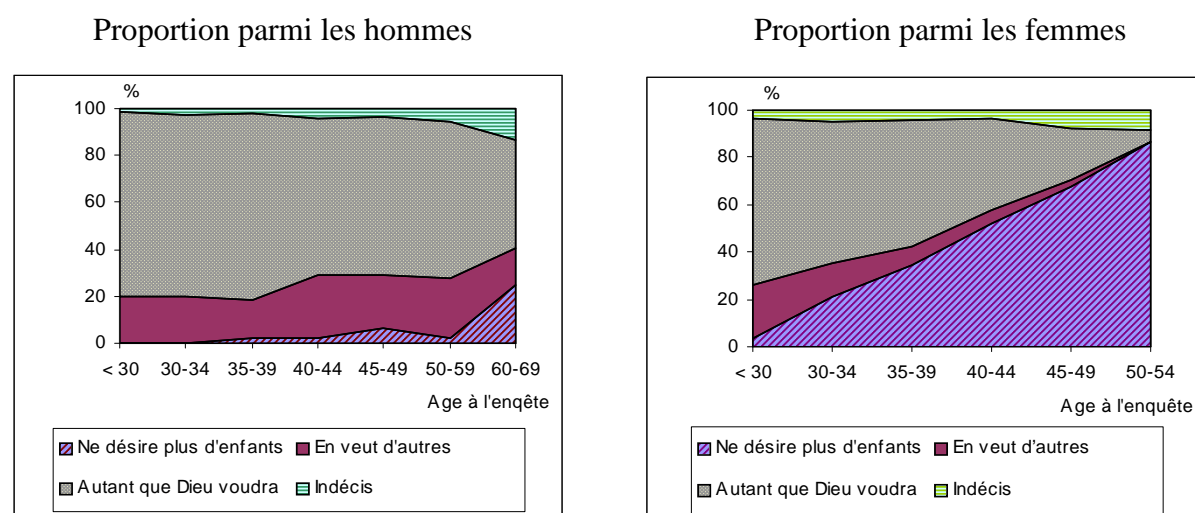 Proportion parmi les hommes
%
100
80
60
40
20
0
< 30 30-34 35-39 40-44 45-49 50-59 60-69
Age à l'enqête
Ne désire plus d'enfants En veut d'autres
Autant que Dieu voudra Indécis
Proportion parmi les femmes
%
100
80
60
40
20
0
< 30 30-34 35-39 40-44 45-49 50-54
Age à l'enquête
Ne désire plus d'enfants En veut d'autres
Autant que Dieu voudra Indécis